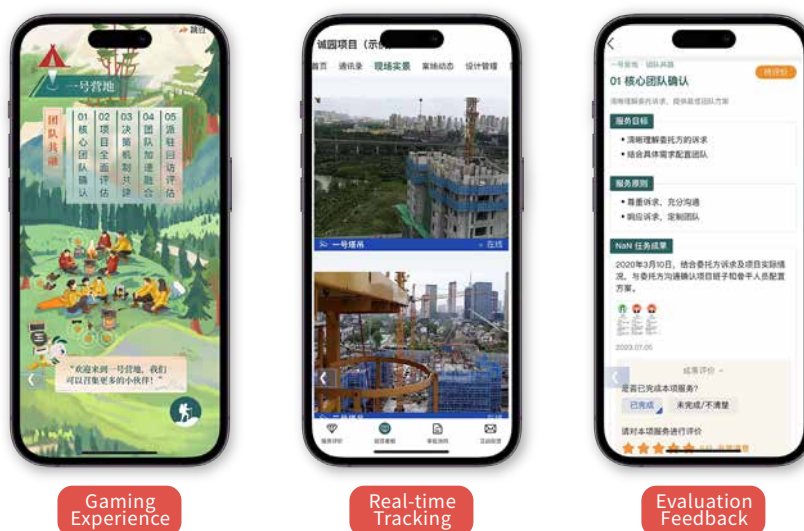 跳过
一号营地
团队共融
01 核心团队确认
02 项目全面评估
03 决策机制共建
04 团队加速融合
05 派驻回访评估
“欢迎来到一号营地，我们
可以召集更多的小伙伴！”
Gaming
Experience
诚园项目（示例）
首页 通讯录 现场实景 案场动态 设计管理
一号塔吊
在线
服务评价
项目看板
审批协同
互动联盟
Real-time
Tracking
一号营地 · 团队共融
待评价
01 核心团队确认
清晰理解委托诉求，提供最佳团队方案
服务目标
• 清晰理解委托方的诉求
• 结合具体需求配置团队
服务原则
• 尊重诉求、充分沟通
• 响应诉求、定制团队
NaN 任务成果
2020年3月10日，结合委托方诉求及项目实际情
况，与委托方沟通确认项目班子和骨干人员配置
方案。
2023.07.05
成果评价
是否已完成本项服务?
已完成
未完成/不清楚
请对本项服务进行评价
Evaluation
Feedback